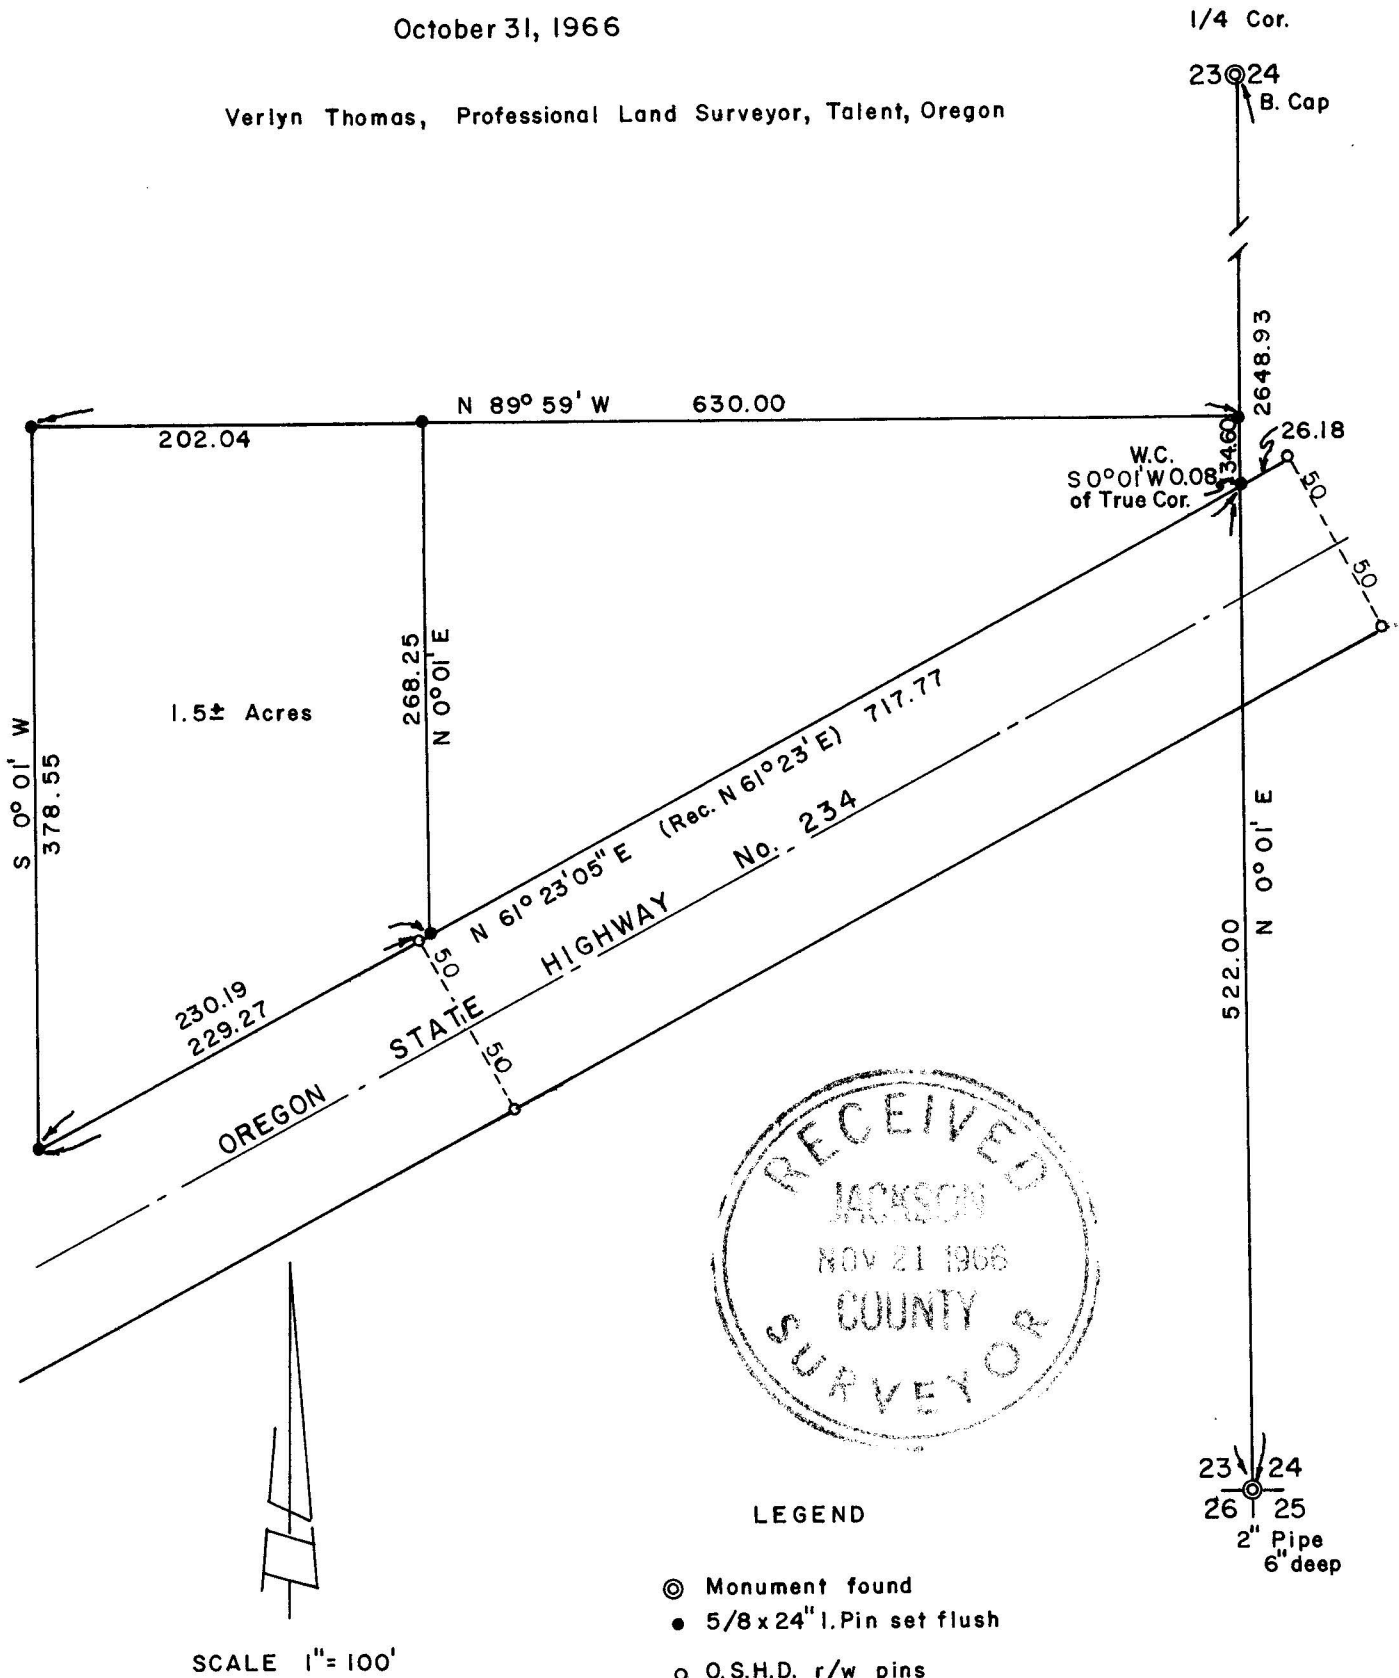 October 31, 1966
1/4 Cor.
23 24
B. Cap
Verlyn Thomas, Professional Land Surveyor, Talent, Oregon
2648.93
N 89° 59' W 630.00
202.04
34.60
26.18
W.C.
S 0° 01' W 0.08
of True Cor.
50
50
268.25
N 0° 01' E
1.5± Acres
S 0° 01' W
378.55
N 61° 23' 05" E (Rec. N 61° 23' E) 717.77
OREGON STATE HIGHWAY No. 234
522.00
N 0° 01' E
50
50
230.19
229.27
RECEIVED
JACKSON
NOV 21 1966
COUNTY
SURVEYOR
23 24
26 25
2" Pipe
6" deep
LEGEND
Monument found
5/8 x 24" I. Pin set flush
O.S.H.D. r/w pins
SCALE 1" = 100'